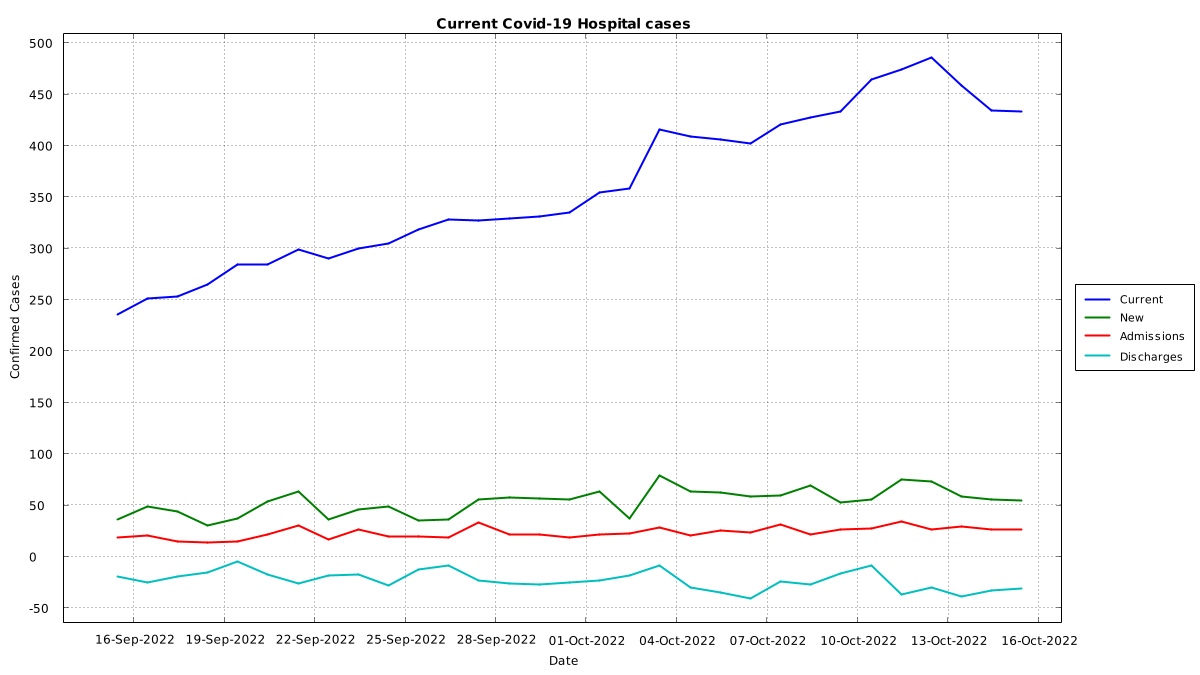 Current Covid-19 Hospital cases
500
450
400
350
300
250
200
150
100
50
0
-50
Confirmed Cases
16-Sep-2022 19-Sep-2022 22-Sep-2022 25-Sep-2022 28-Sep-2022 01-Oct-2022 04-Oct-2022 07-Oct-2022 10-Oct-2022 13-Oct-2022 16-Oct-2022
Date
Current
New
Admissions
Discharges